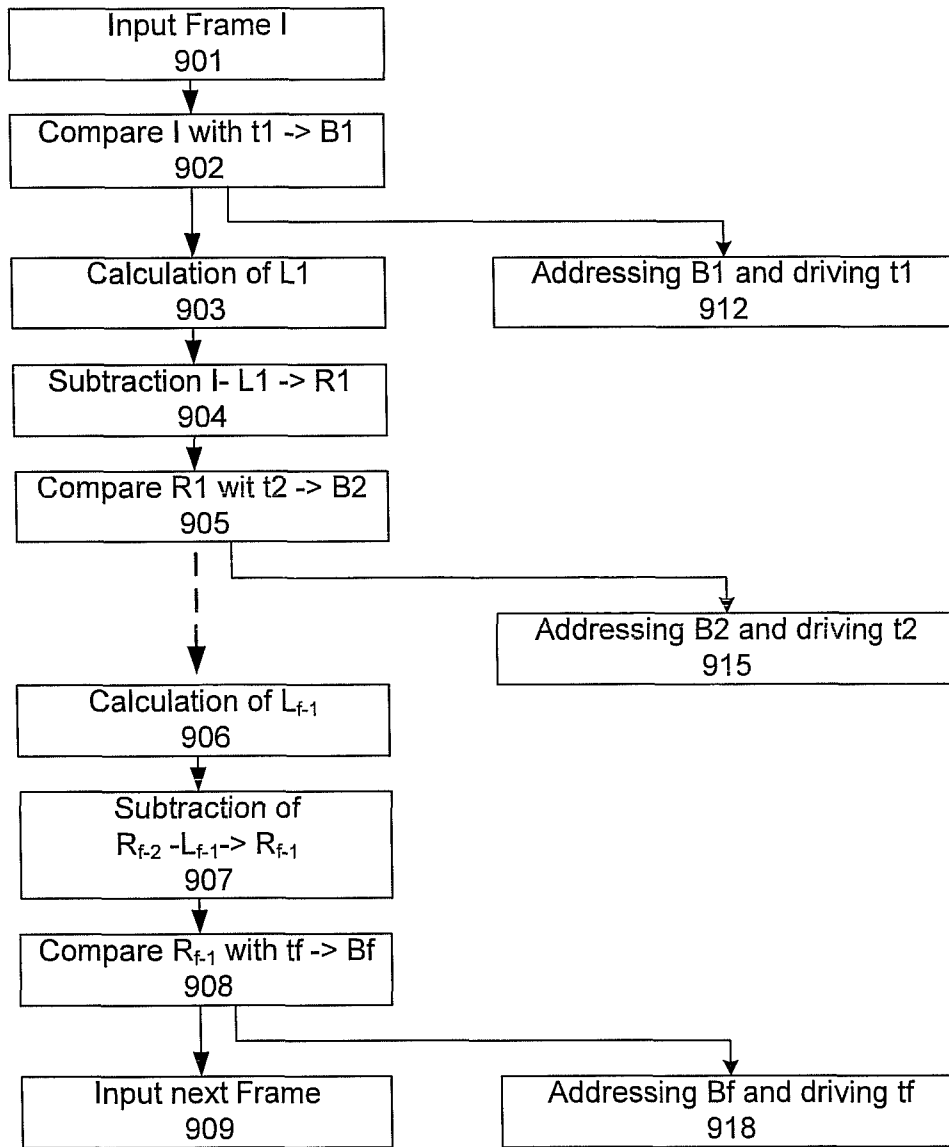 Input Frame I
901
Compare I with t1 -> B1
902
Calculation of L1
903
Addressing B1 and driving t1
912
Subtraction I- L1 -> R1
904
Compare R1 wit t2 -> B2
905
Addressing B2 and driving t2
915
Calculation of Lf-1
906
Subtraction of
Rf-2 -Lf-1-> Rf-1
907
Compare Rf-1 with tf -> Bf
908
Input next Frame
909
Addressing Bf and driving tf
918